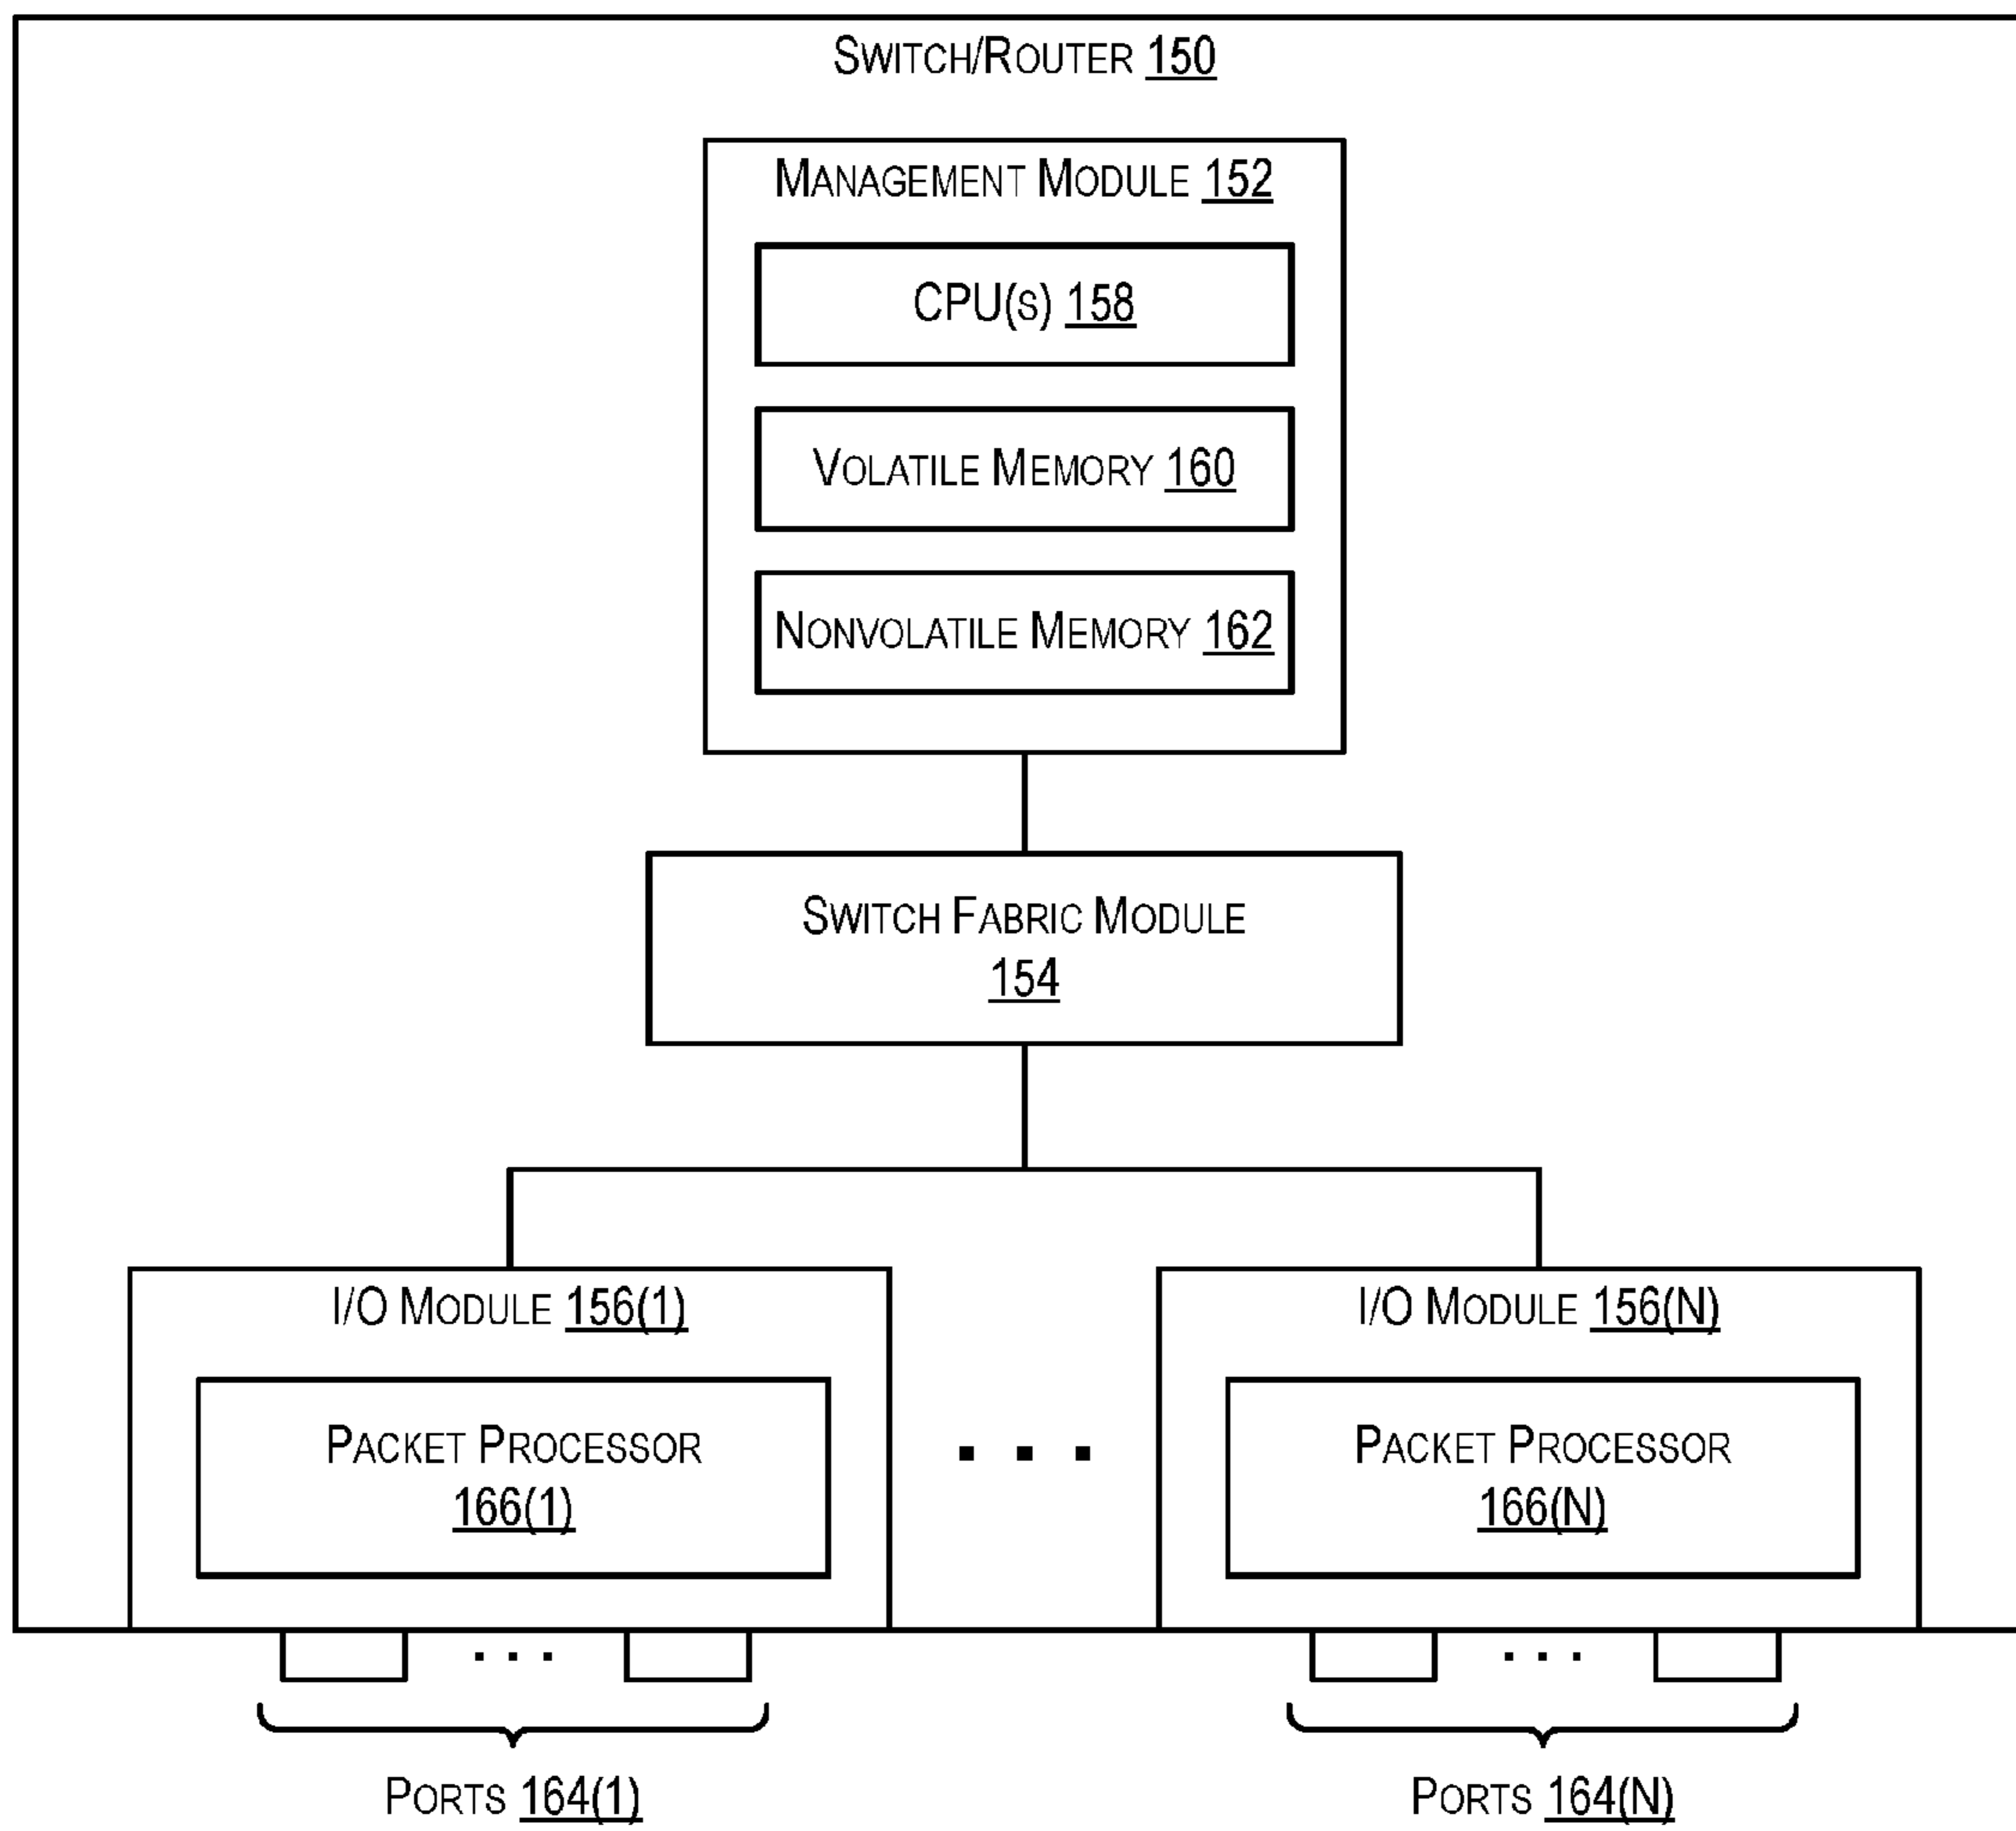 SWITCH/ROUTER 150
MANAGEMENT MODULE 152
CPU(S) 158
VOLATILE MEMORY 160
NONVOLATILE MEMORY 162
SWITCH FABRIC MODULE
154
I/O MODULE 156(1)
I/O MODULE 156(N)
PACKET PROCESSOR
166(1)
. . .
PACKET PROCESSOR
166(N)
. . .
. . .
PORTS 164(1)
PORTS 164(N)